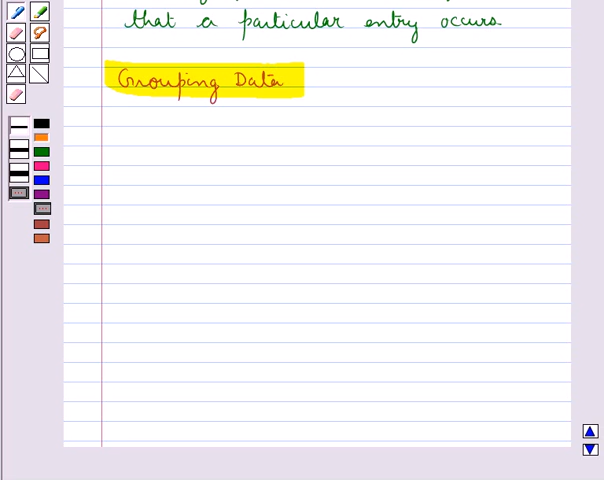 that a particular entry occurs.
Grouping Data